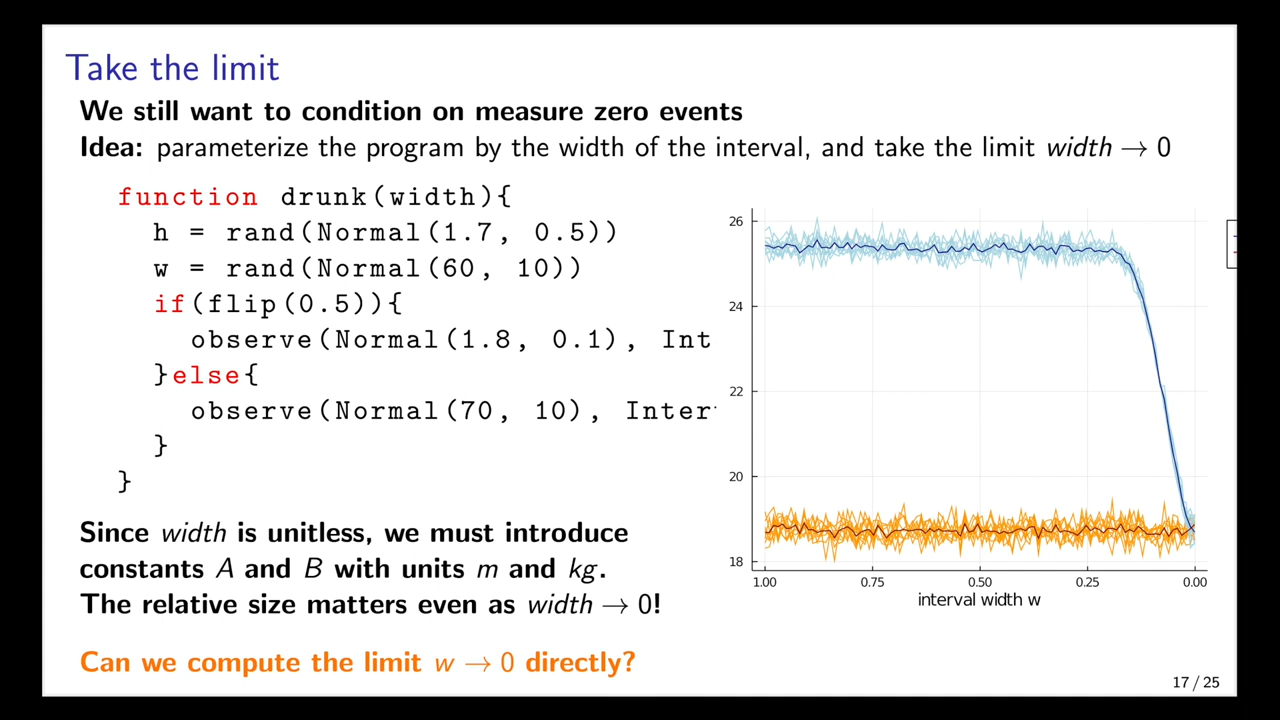 Take the limit
We still want to condition on measure zero events
Idea: parameterize the program by the width of the interval, and take the limit width → 0
function drunk(width){
h = rand(Normal(1.7, 0.5))
w = rand(Normal(60, 10))
if(flip(0.5)){
observe(Normal(1.8, 0.1), Int
}else{
observe(Normal(70, 10), Inter
}
}
Since width is unitless, we must introduce
constants A and B with units m and kg.
The relative size matters even as width → 0!
Can we compute the limit w → 0 directly?
26
24
22
20
18
1.00 0.75 0.50 0.25 0.00
interval width w
17 / 25